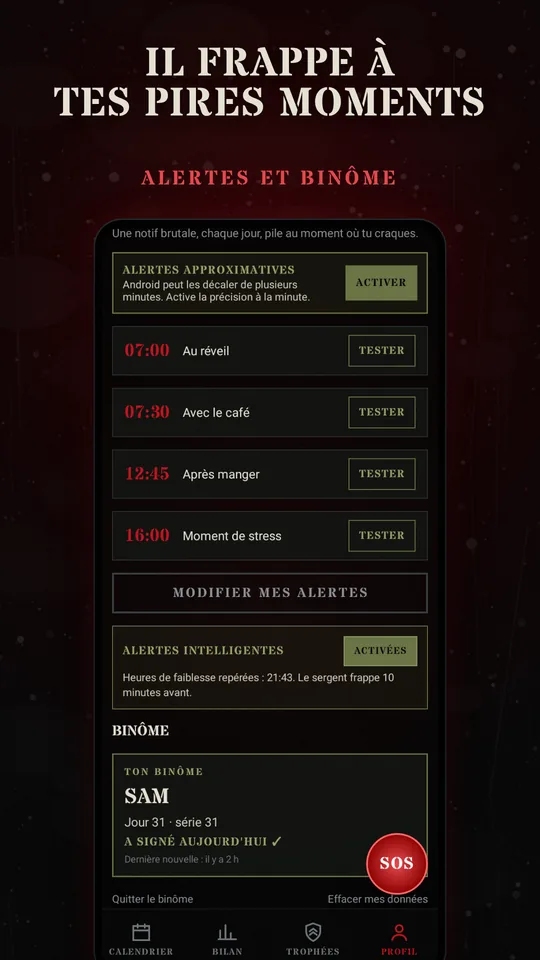 IL FRAPPE À
TES PIRES MOMENTS
ALERTES ET BINÔME
Une notif brutale, chaque jour, pile au moment où tu craques.
ALERTES APPROXIMATIVES
Android peut les décaler de plusieurs
minutes. Active la précision à la minute.
ACTIVER
07:00 Au réveil TESTER
07:30 Avec le café TESTER
12:45 Après manger TESTER
16:00 Moment de stress TESTER
MODIFIER MES ALERTES
ALERTES INTELLIGENTES ACTIVÉES
Heures de faiblesse repérées : 21:43. Le sergent frappe 10
minutes avant.
BINÔME
TON BINÔME
SAM
Jour 31 · série 31
A SIGNÉ AUJOURD'HUI ✓
Dernière nouvelle : il y a 2 h
SOS
Quitter le binôme Effacer mes données
CALENDRIER BILAN TROPHÉES PROFIL